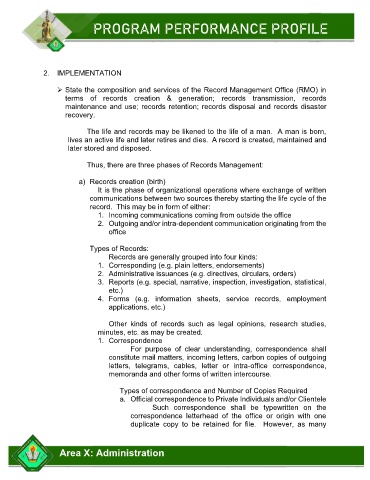 PROGRAM PERFORMANCE PROFILE
2. IMPLEMENTATION
➢ State the composition and services of the Record Management Office (RMO) in
terms of records creation & generation; records transmission, records
maintenance and use; records retention; records disposal and records disaster
recovery.
The life and records may be likened to the life of a man. A man is born,
lives an active life and later retires and dies. A record is created, maintained and
later stored and disposed.
Thus, there are three phases of Records Management:
a) Records creation (birth)
It is the phase of organizational operations where exchange of written
communications between two sources thereby starting the life cycle of the
record. This may be in form of either:
1. Incoming communications coming from outside the office
2. Outgoing and/or intra-dependent communication originating from the
office
Types of Records:
Records are generally grouped into four kinds:
1. Corresponding (e.g. plain letters, endorsements)
2. Administrative issuances (e.g. directives, circulars, orders)
3. Reports (e.g. special, narrative, inspection, investigation, statistical,
etc.)
4. Forms (e.g. information sheets, service records, employment
applications, etc.)
Other kinds of records such as legal opinions, research studies,
minutes, etc. as may be created.
1. Correspondence
For purpose of clear understanding, correspondence shall
constitute mail matters, incoming letters, carbon copies of outgoing
letters, telegrams, cables, letter or intra-office correspondence,
memoranda and other forms of written intercourse.
Types of correspondence and Number of Copies Required
a. Official correspondence to Private Individuals and/or Clientele
Such correspondence shall be typewritten on the
correspondence letterhead of the office or origin with one
duplicate copy to be retained for file. However, as many
Area X: Administration